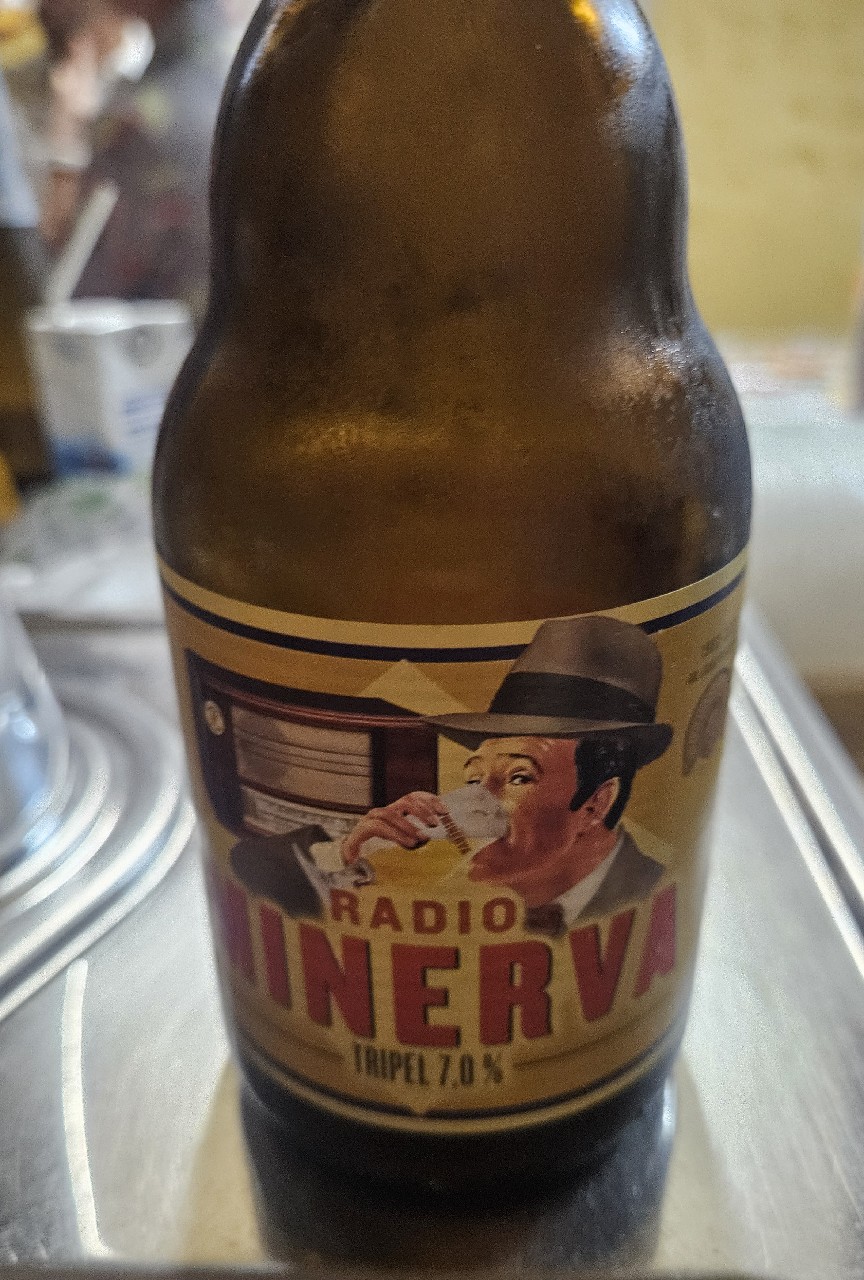 RADIO
MINERVA
TRIPEL 7,0 %